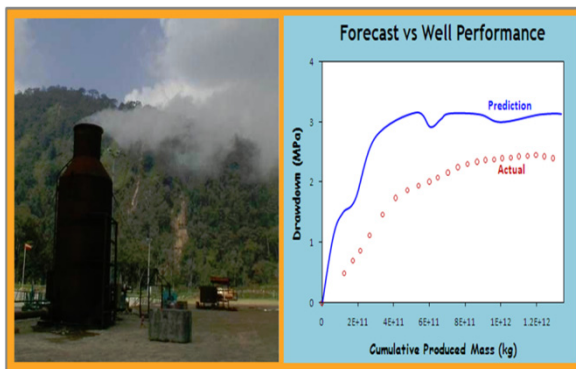 Forecast vs Well Performance
4
3
2
1
0
Drawdown (MPa)
Prediction
Actual
0 2E+11 4E+11 6E+11 8E+11 1E+12 1.2E+12
Cumulative Produced Mass (kg)